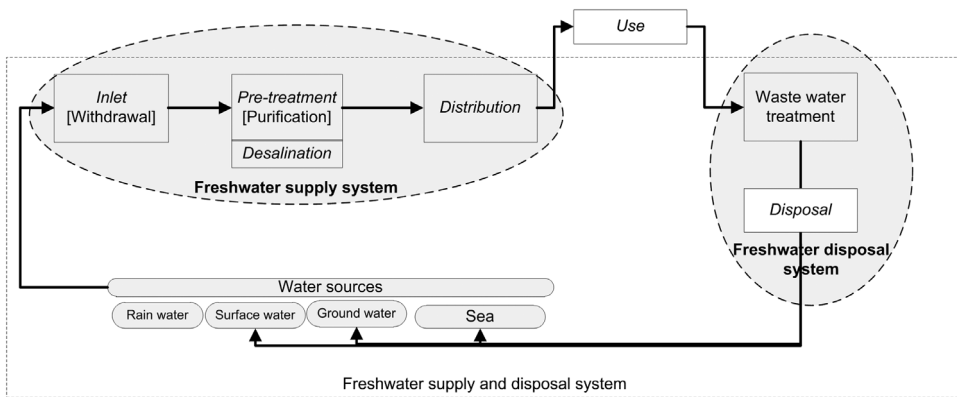 Use
Inlet
[Withdrawal]
Pre-treatment
[Purification]
Desalination
Distribution
Freshwater supply system
Waste water
treatment
Disposal
Freshwater disposal
system
Water sources
Rain water
Surface water
Ground water
Sea
Freshwater supply and disposal system